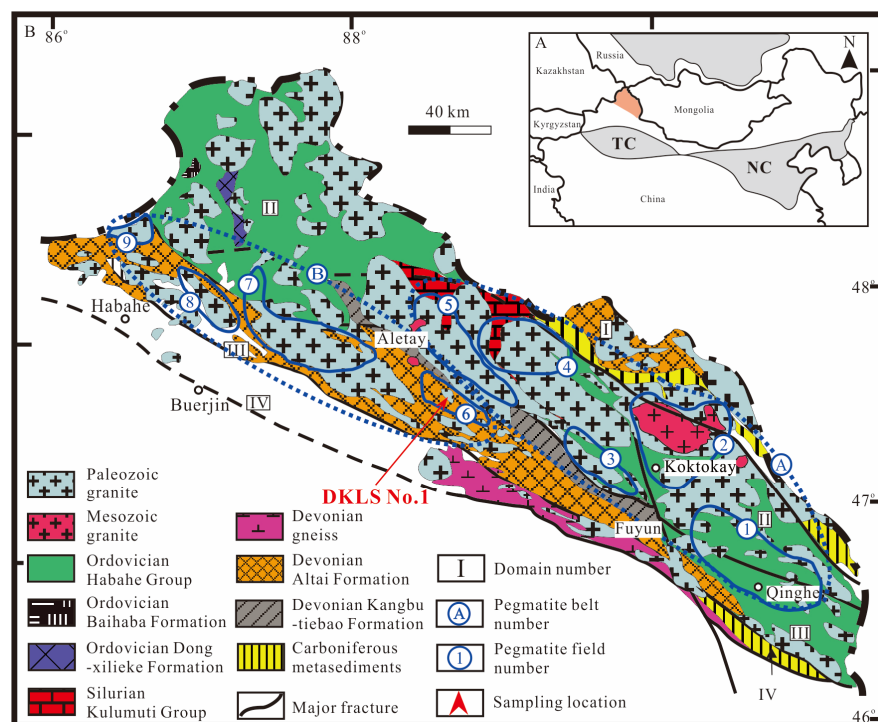 B
86°
88°
A
N
Russia
Kazakhstan
Mongolia
Kyrgyzstan
TC
NC
India
China
40 km
II
9
B
7
8
5
48°
I
Habahe
Aletay
III
4
Buerjin
IV
6
2
3
Koktokay
A
DKLS No.1
47°
1
II
Fuyun
Qinghe
III
IV
46°
Paleozoic
granite
Mesozoic
granite
Ordovician
Habahe Group
Ordovician
Baihaba Formation
Ordovician Dong
-xilieke Formation
Silurian
Kulumuti Group
Devonian
gneiss
Devonian
Altai Formation
Devonian Kangbu
-tiebao Formation
Carboniferous
metasediments
Major fracture
I
Domain number
A
Pegmatite belt
number
1
Pegmatite field
number
Sampling location